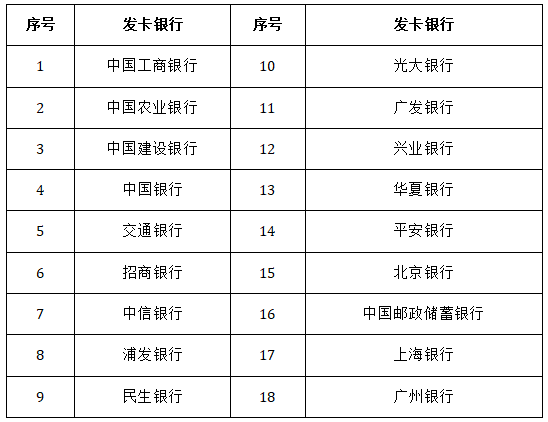 序号 发卡银行 序号 发卡银行
1 中国工商银行 10 光大银行
2 中国农业银行 11 广发银行
3 中国建设银行 12 兴业银行
4 中国银行 13 华夏银行
5 交通银行 14 平安银行
6 招商银行 15 北京银行
7 中信银行 16 中国邮政储蓄银行
8 浦发银行 17 上海银行
9 民生银行 18 广州银行